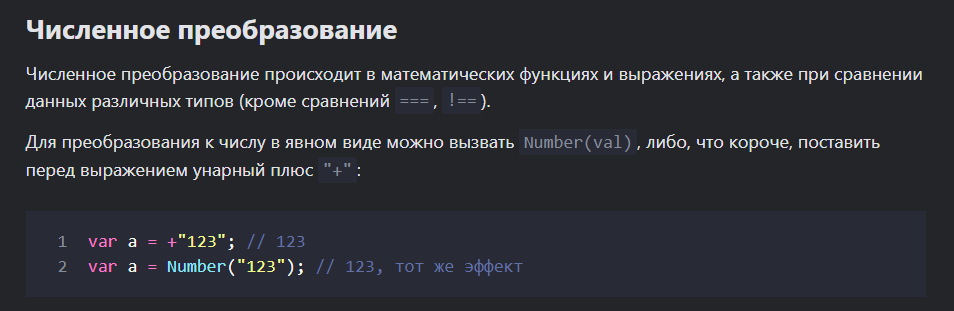 Численное преобразование
Численное преобразование происходит в математических функциях и выражениях, а также при сравнении
данных различных типов (кроме сравнений ===, !==).
Для преобразования к числу в явном виде можно вызвать Number(val), либо, что короче, поставить
перед выражением унарный плюс "+":
1 var a = +"123"; // 123
2 var a = Number("123"); // 123, тот же эффект